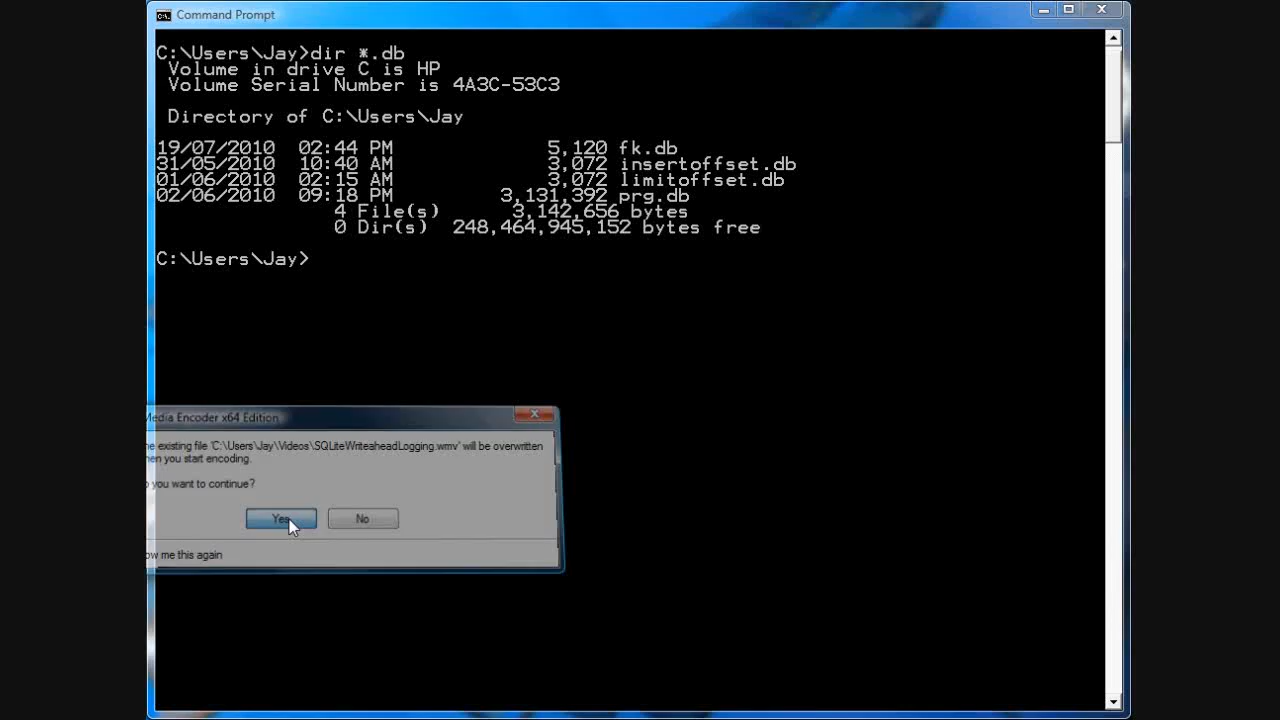 Command Prompt
C:\Users\Jay>dir *.db
Volume in drive C is HP
Volume Serial Number is 4A3C-53C3
Directory of C:\Users\Jay
19/07/2010 02:44 PM 5,120 fk.db
31/05/2010 10:40 AM 3,072 insertoffset.db
01/06/2010 02:15 AM 3,072 limitoffset.db
02/06/2010 09:18 PM 3,131,392 prg.db
4 File(s) 3,142,656 bytes
0 Dir(s) 248,464,945,152 bytes free
C:\Users\Jay>
Media Encoder x64 Edition
he existing file 'C:\Users\Jay\Videos\SQLiteWriteaheadLogging.wmv' will be overwritten
hen you start encoding.
o you want to continue?
Yes
No
ow me this again